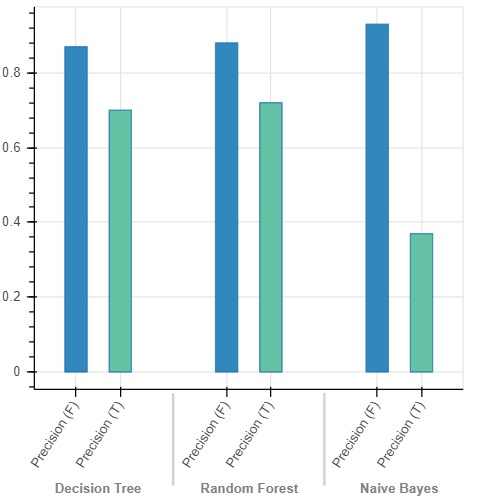 0.8
0.6
0.4
0.2
0
Precision (F)
Precision (T)
Precision (F)
Precision (T)
Precision (F)
Precision (T)
Decision Tree
Random Forest
Naive Bayes